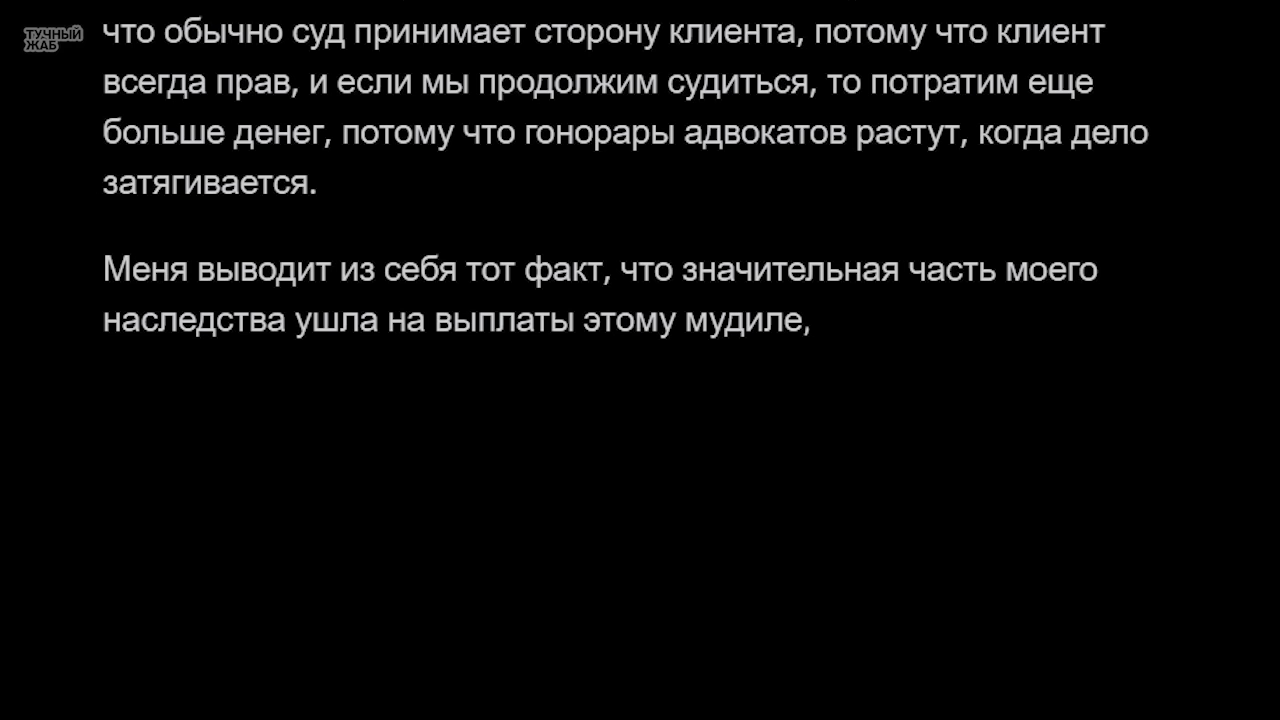 ТУЧНЫЙ
ЖАБ
что обычно суд принимает сторону клиента, потому что клиент
всегда прав, и если мы продолжим судиться, то потратим еще
больше денег, потому что гонорары адвокатов растут, когда дело
затягивается.
Меня выводит из себя тот факт, что значительная часть моего
наследства ушла на выплаты этому мудиле,